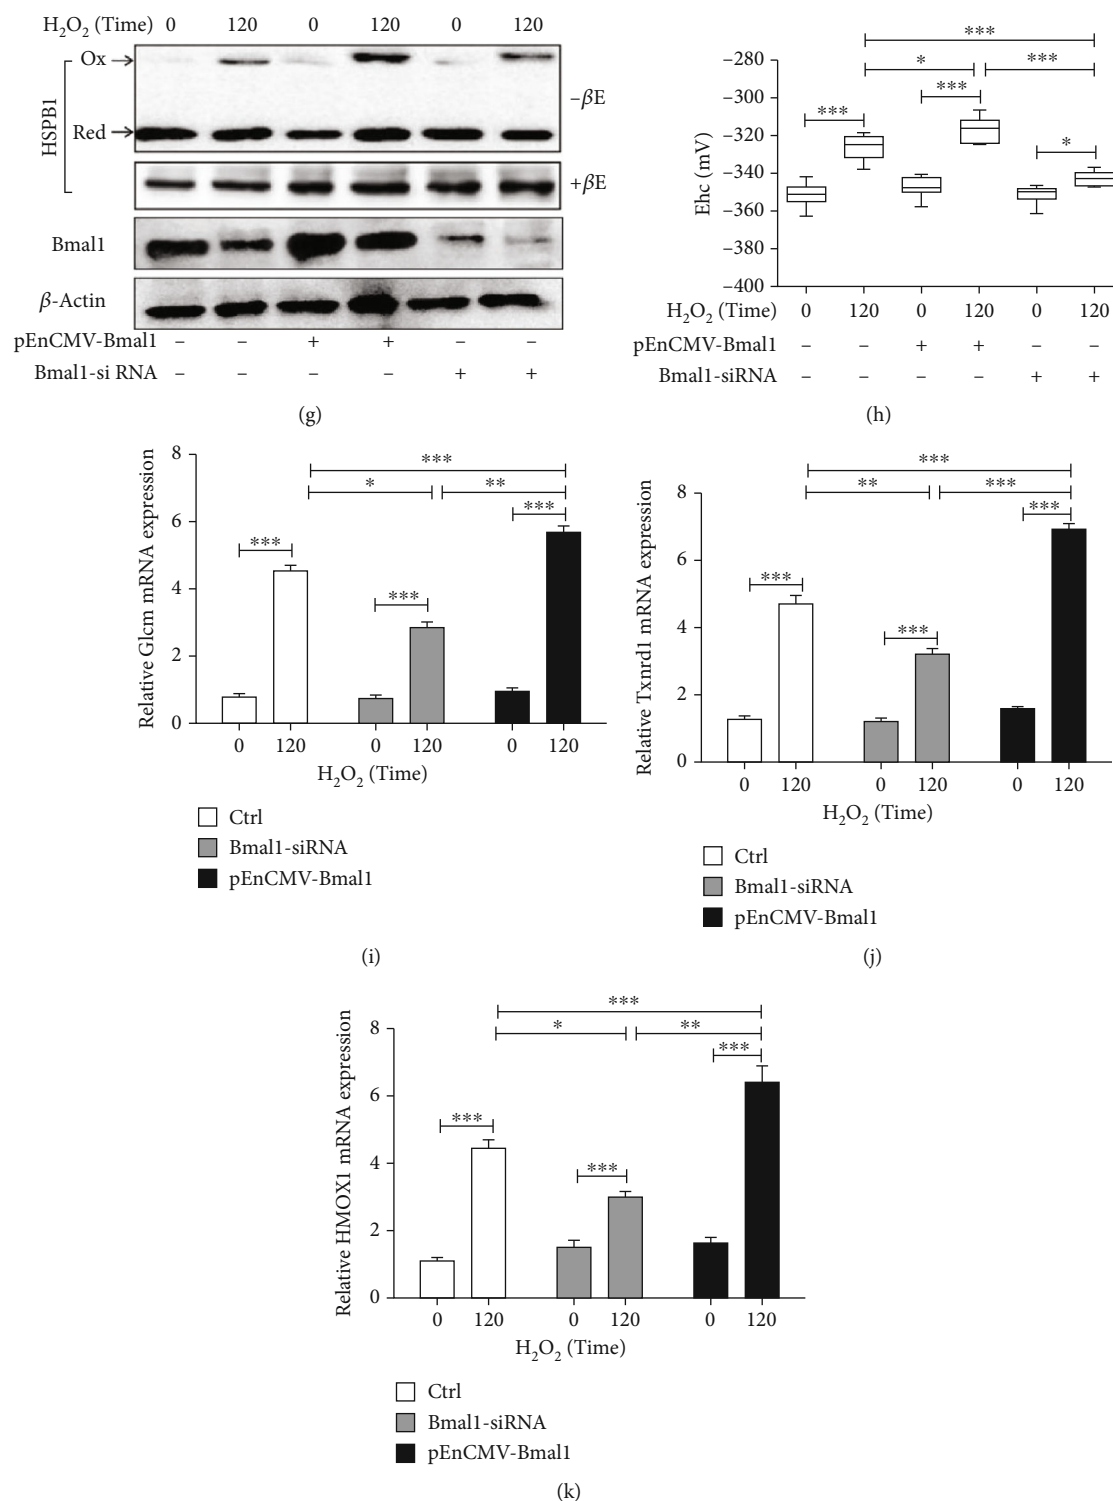 H₂O₂ (Time) 0 120 0 120 0 120
Ox
Red
HSPB1
–βE
+βE
Bmal1
β-Actin
pEnCMV-Bmal1 – – + + – –
Bmal1-si RNA – – – – + +
(g)
*** 
* ***
*** ***
*
–280
–300
–320
–340
–360
–380
–400
Ehc (mV)
H₂O₂ (Time) 0 120 0 120 0 120
pEnCMV-Bmal1 – – + + – –
Bmal1-siRNA – – – – + +
(h)
Relative Glcm mRNA expression
8
6
4
2
0
***
* **
***
***
***
0 120 0 120 0 120
H₂O₂ (Time)
Ctrl
Bmal1-siRNA
pEnCMV-Bmal1
(i)
Relative Txnrd1 mRNA expression
8
6
4
2
0
***
** ***
***
***
***
0 120 0 120 0 120
H₂O₂ (Time)
Ctrl
Bmal1-siRNA
pEnCMV-Bmal1
(j)
Relative HMOX1 mRNA expression
8
6
4
2
0
***
* **
***
***
***
0 120 0 120 0 120
H₂O₂ (Time)
Ctrl
Bmal1-siRNA
pEnCMV-Bmal1
(k)